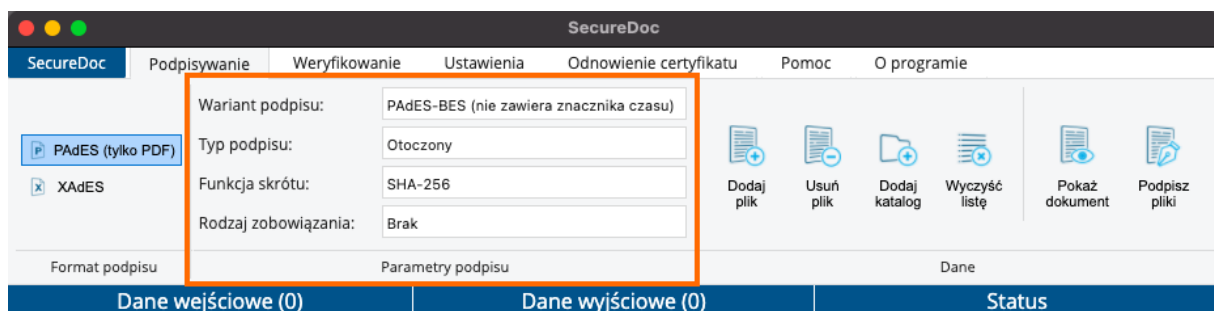 SecureDoc
SecureDoc Podpisywanie Weryfikowanie Ustawienia Odnowienie certyfikatu Pomoc O programie
PAdES (tylko PDF)
XAdES
Format podpisu
Wariant podpisu: PAdES-BES (nie zawiera znacznika czasu)
Typ podpisu: Otoczony
Funkcja skrótu: SHA-256
Rodzaj zobowiązania: Brak
Parametry podpisu
Dodaj plik
Usuń plik
Dodaj katalog
Wyczyść listę
Pokaż dokument
Podpisz pliki
Dane
Dane wejściowe (0) Dane wyjściowe (0) Status